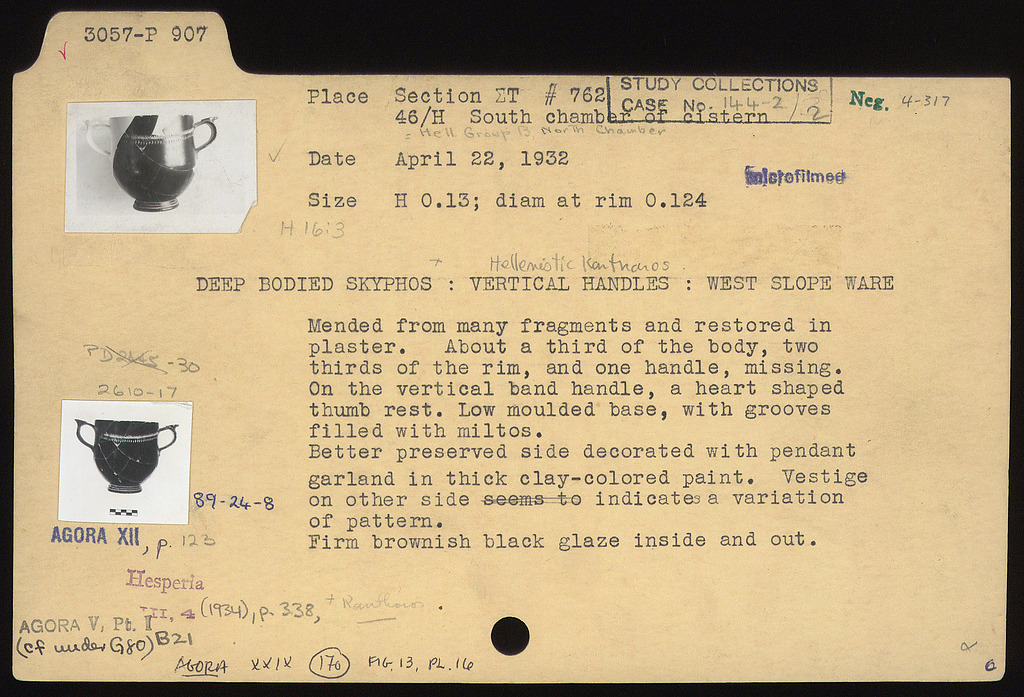 3057-P 907
Place Section ΣT # 762
STUDY COLLECTIONS
CASE No. 144-2
2
Neg. 4-317
46/H South chamber of cistern
= Hell Group B North Chamber
Date April 22, 1932
microfilmed
Size H 0.13; diam at rim 0.124
H 16:3
Hellenistic Kantharos
DEEP BODIED SKYPHOS : VERTICAL HANDLES : WEST SLOPE WARE
Mended from many fragments and restored in
plaster. About a third of the body, two
thirds of the rim, and one handle, missing.
On the vertical band handle, a heart shaped
thumb rest. Low moulded base, with grooves
filled with miltos.
Better preserved side decorated with pendant
garland in thick clay-colored paint. Vestige
on other side seems to indicates a variation
of pattern.
Firm brownish black glaze inside and out.
PD -30
2610-17
89-24-8
AGORA XII, p. 123
Hesperia
III, 4 (1934), p. 338, + Kantharos.
AGORA V, Pt. I
(cf under G80) B21
AGORA XXIX 170 FIG. 13, PL. 16